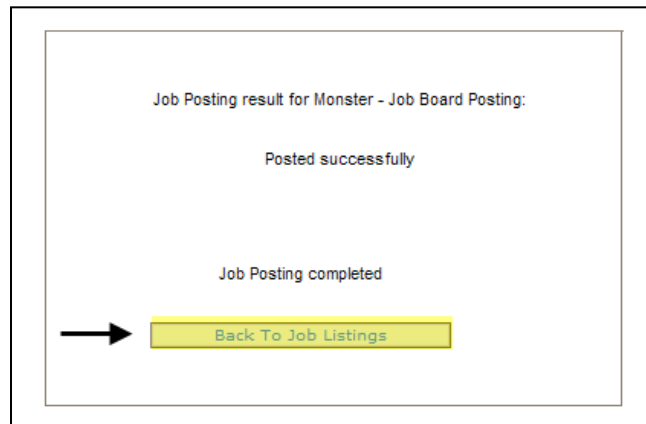 Job Posting result for Monster - Job Board Posting:
Posted successfully
Job Posting completed
Back To Job Listings